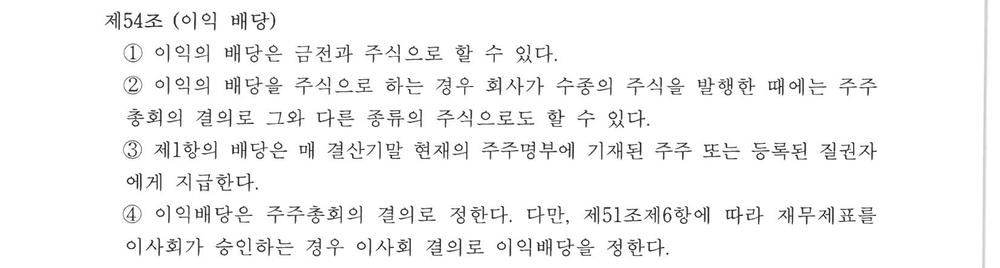 제54조 (이익 배당)
① 이익의 배당은 금전과 주식으로 할 수 있다.
② 이익의 배당을 주식으로 하는 경우 회사가 수종의 주식을 발행한 때에는 주주
총회의 결의로 그와 다른 종류의 주식으로도 할 수 있다.
③ 제1항의 배당은 매 결산기말 현재의 주주명부에 기재된 주주 또는 등록된 질권자
에게 지급한다.
④ 이익배당은 주주총회의 결의로 정한다. 다만, 제51조제6항에 따라 재무제표를
이사회가 승인하는 경우 이사회 결의로 이익배당을 정한다.